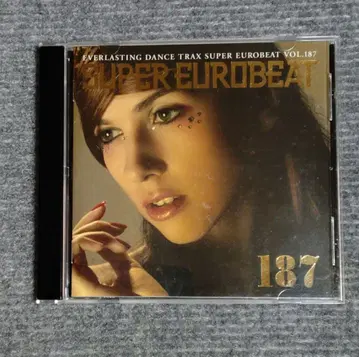 EVERLASTING DANCE TRAX SUPER EUROBEAT VOL.187
SUPER EUROBEAT
187